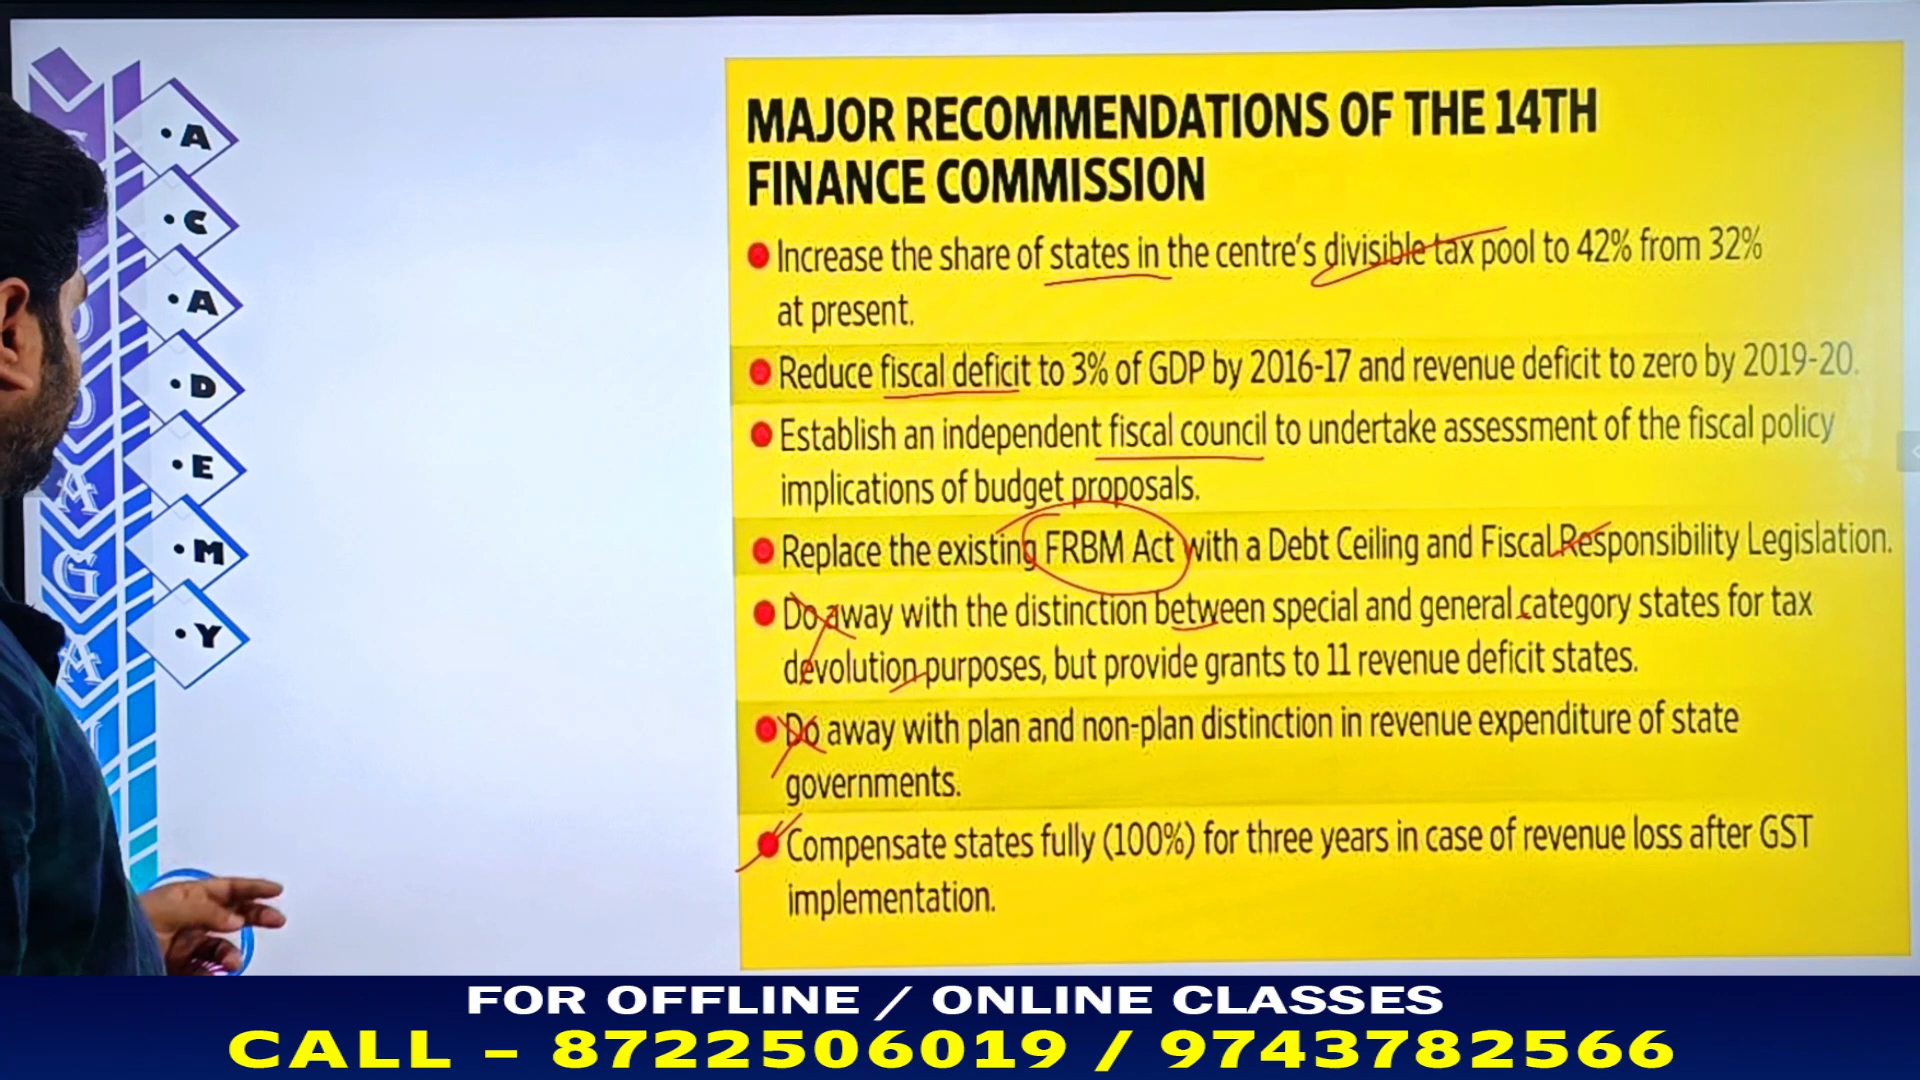 • A
• C
• A
• D
• E
• M
• Y
MAJOR RECOMMENDATIONS OF THE 14TH
FINANCE COMMISSION
Increase the share of states in the centre's divisible tax pool to 42% from 32%
at present.
Reduce fiscal deficit to 3% of GDP by 2016-17 and revenue deficit to zero by 2019-20.
Establish an independent fiscal council to undertake assessment of the fiscal policy
implications of budget proposals.
Replace the existing FRBM Act with a Debt Ceiling and Fiscal Responsibility Legislation.
Do away with the distinction between special and general category states for tax
devolution purposes, but provide grants to 11 revenue deficit states.
Do away with plan and non-plan distinction in revenue expenditure of state
governments.
Compensate states fully (100%) for three years in case of revenue loss after GST
implementation.
FOR OFFLINE / ONLINE CLASSES
CALL – 8722506019 / 9743782566